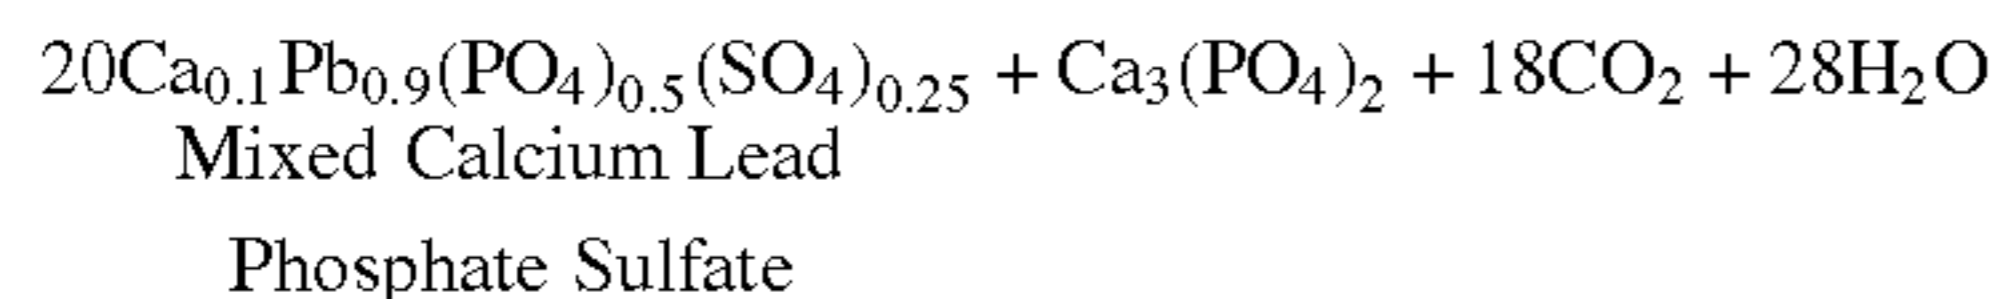 20Ca₀.₁Pb₀.₉(PO₄)₀.₅(SO₄)₀.₂₅ + Ca₃(PO₄)₂ + 18CO₂ + 28H₂O
Mixed Calcium Lead
Phosphate Sulfate